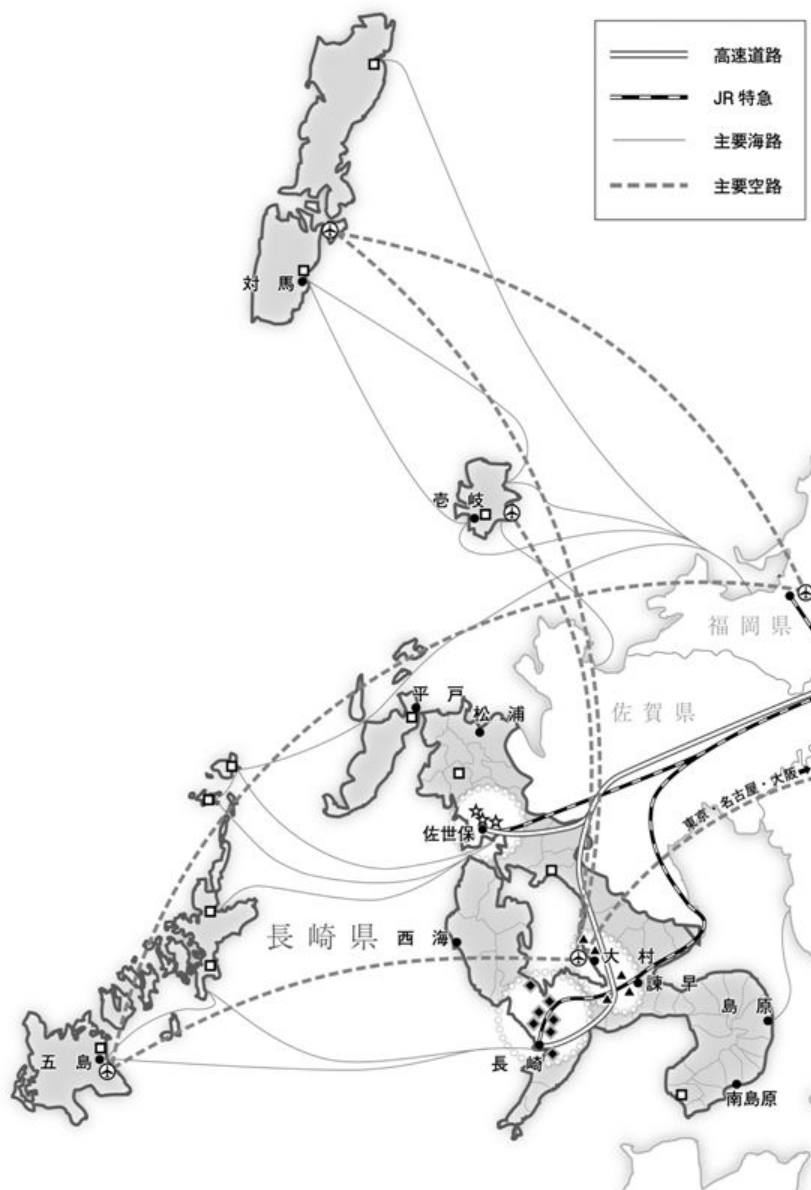 高速道路
JR 特急
主要海路
主要空路
対 馬
壱 岐
福 岡 県
平 戸
松 浦
佐 賀 県
東京・名古屋・大阪
佐世保
長 崎 県
西 海
大 村
諫 早
島 原
五 島
長 崎
南島原